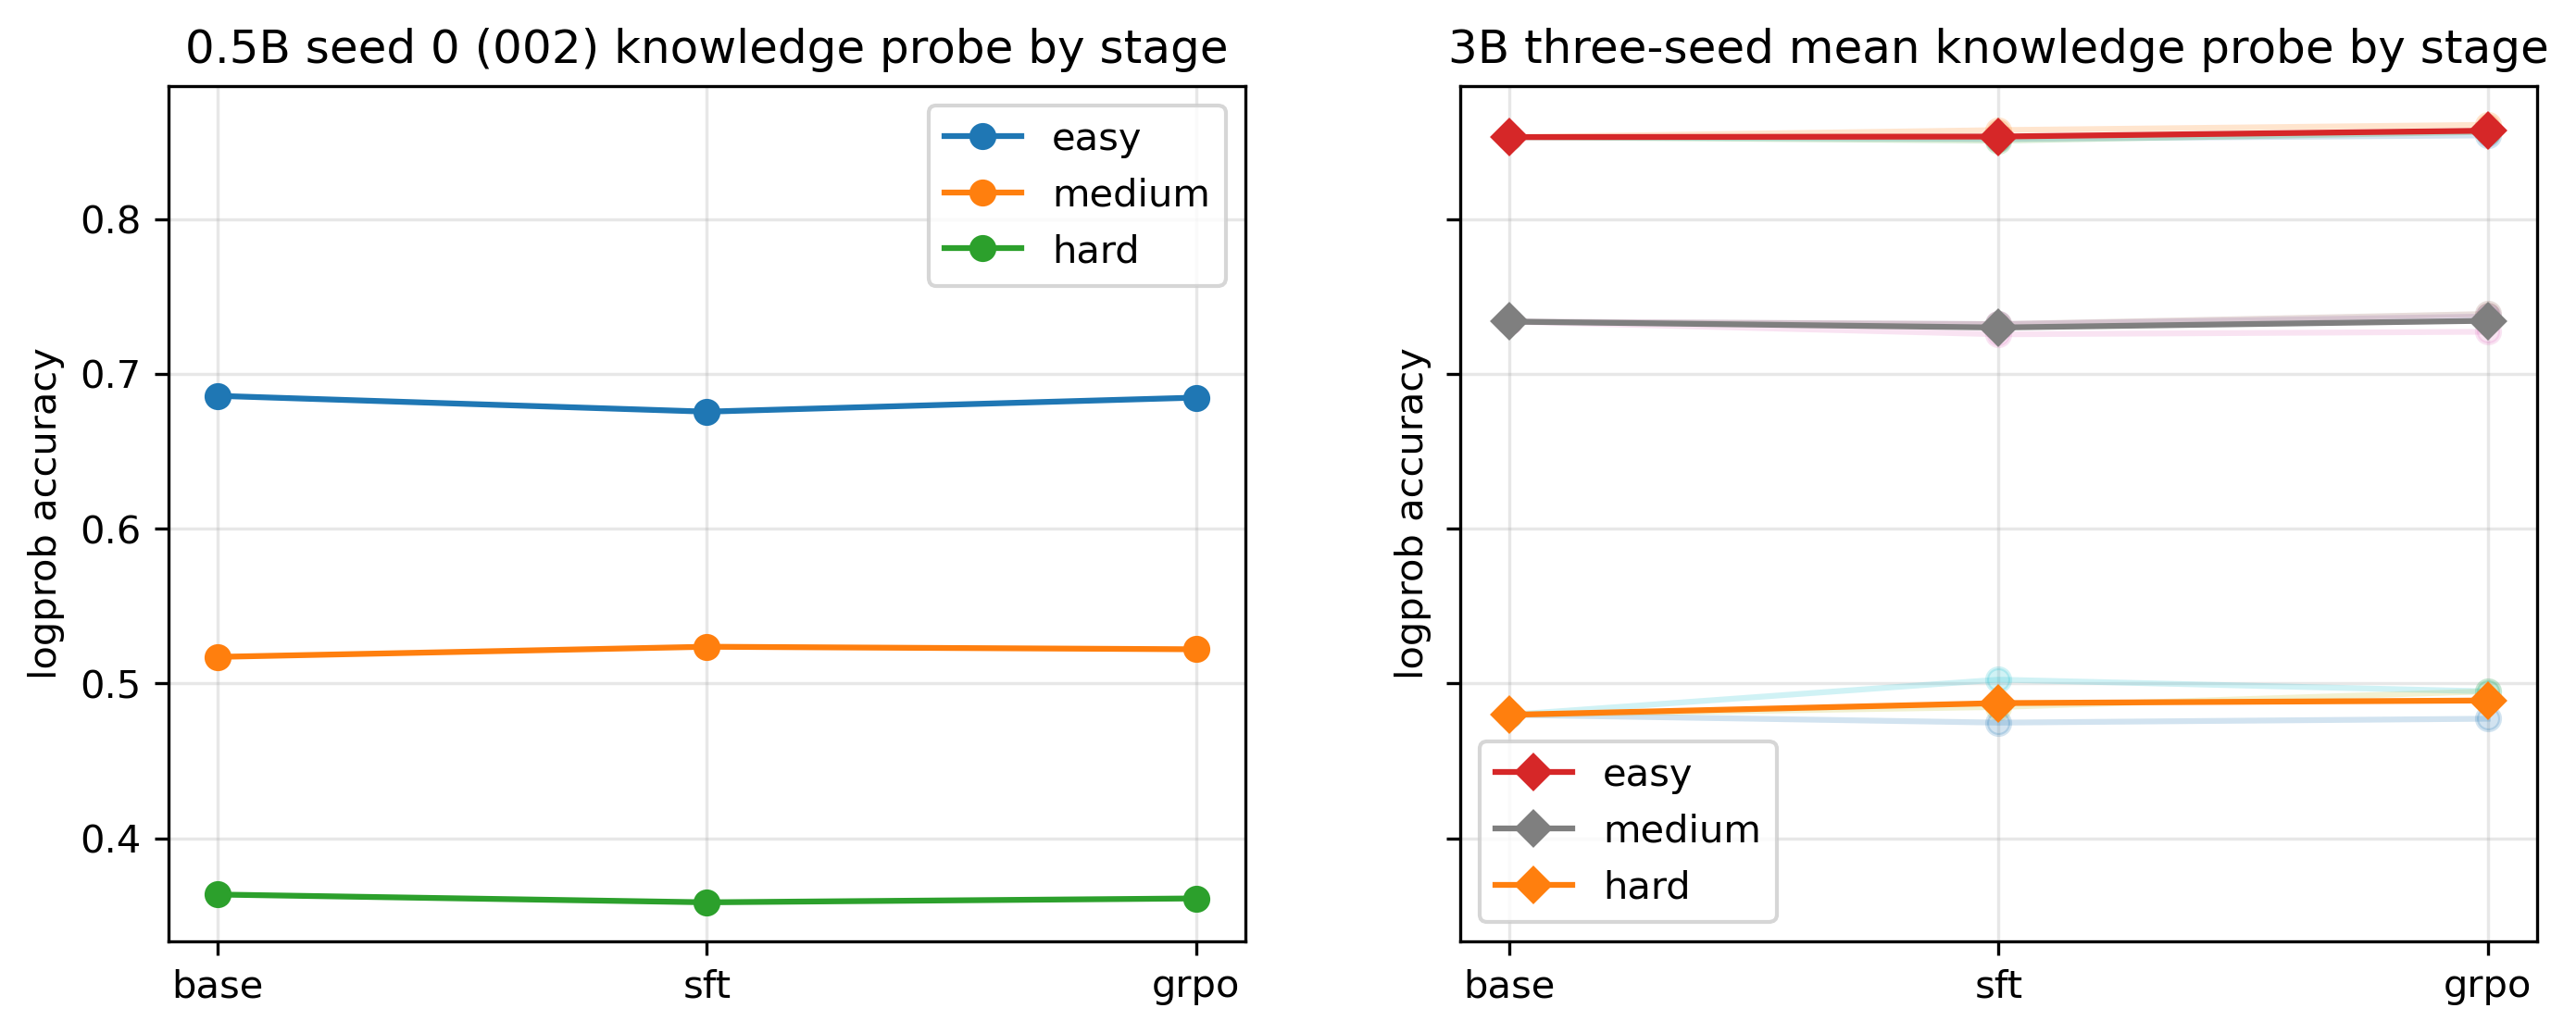 0.5B seed 0 (002) knowledge probe by stage
logprob accuracy
0.8
0.7
0.6
0.5
0.4
base
sft
grpo
easy
medium
hard
3B three-seed mean knowledge probe by stage
logprob accuracy
base
sft
grpo
easy
medium
hard